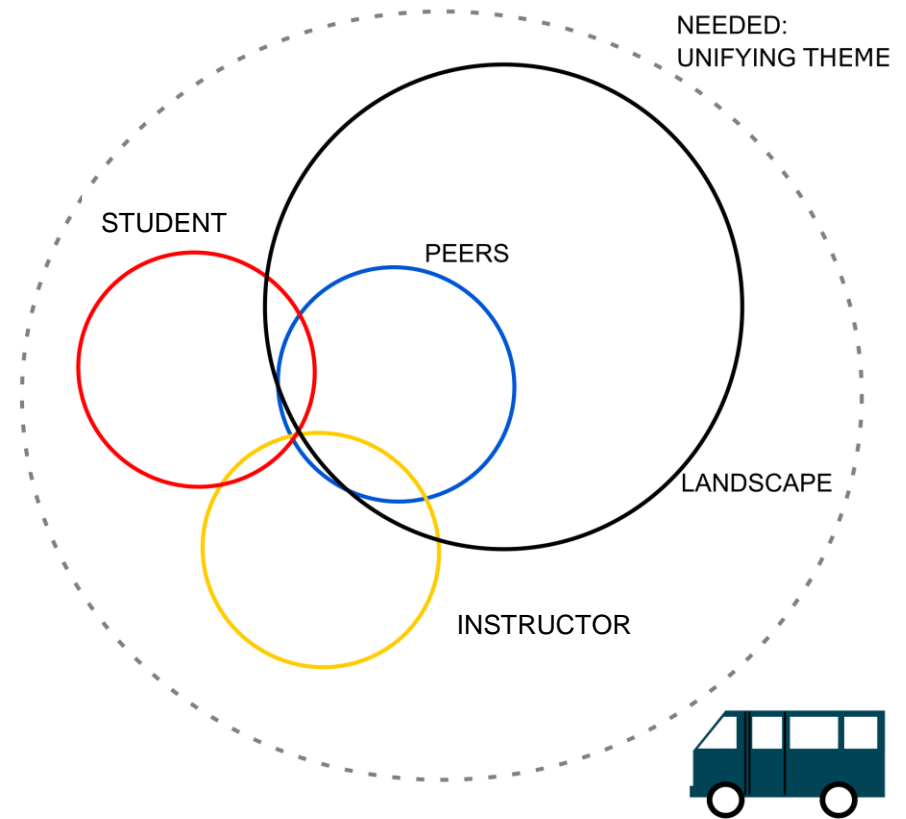 NEEDED:
UNIFYING THEME
STUDENT
PEERS
LANDSCAPE
INSTRUCTOR